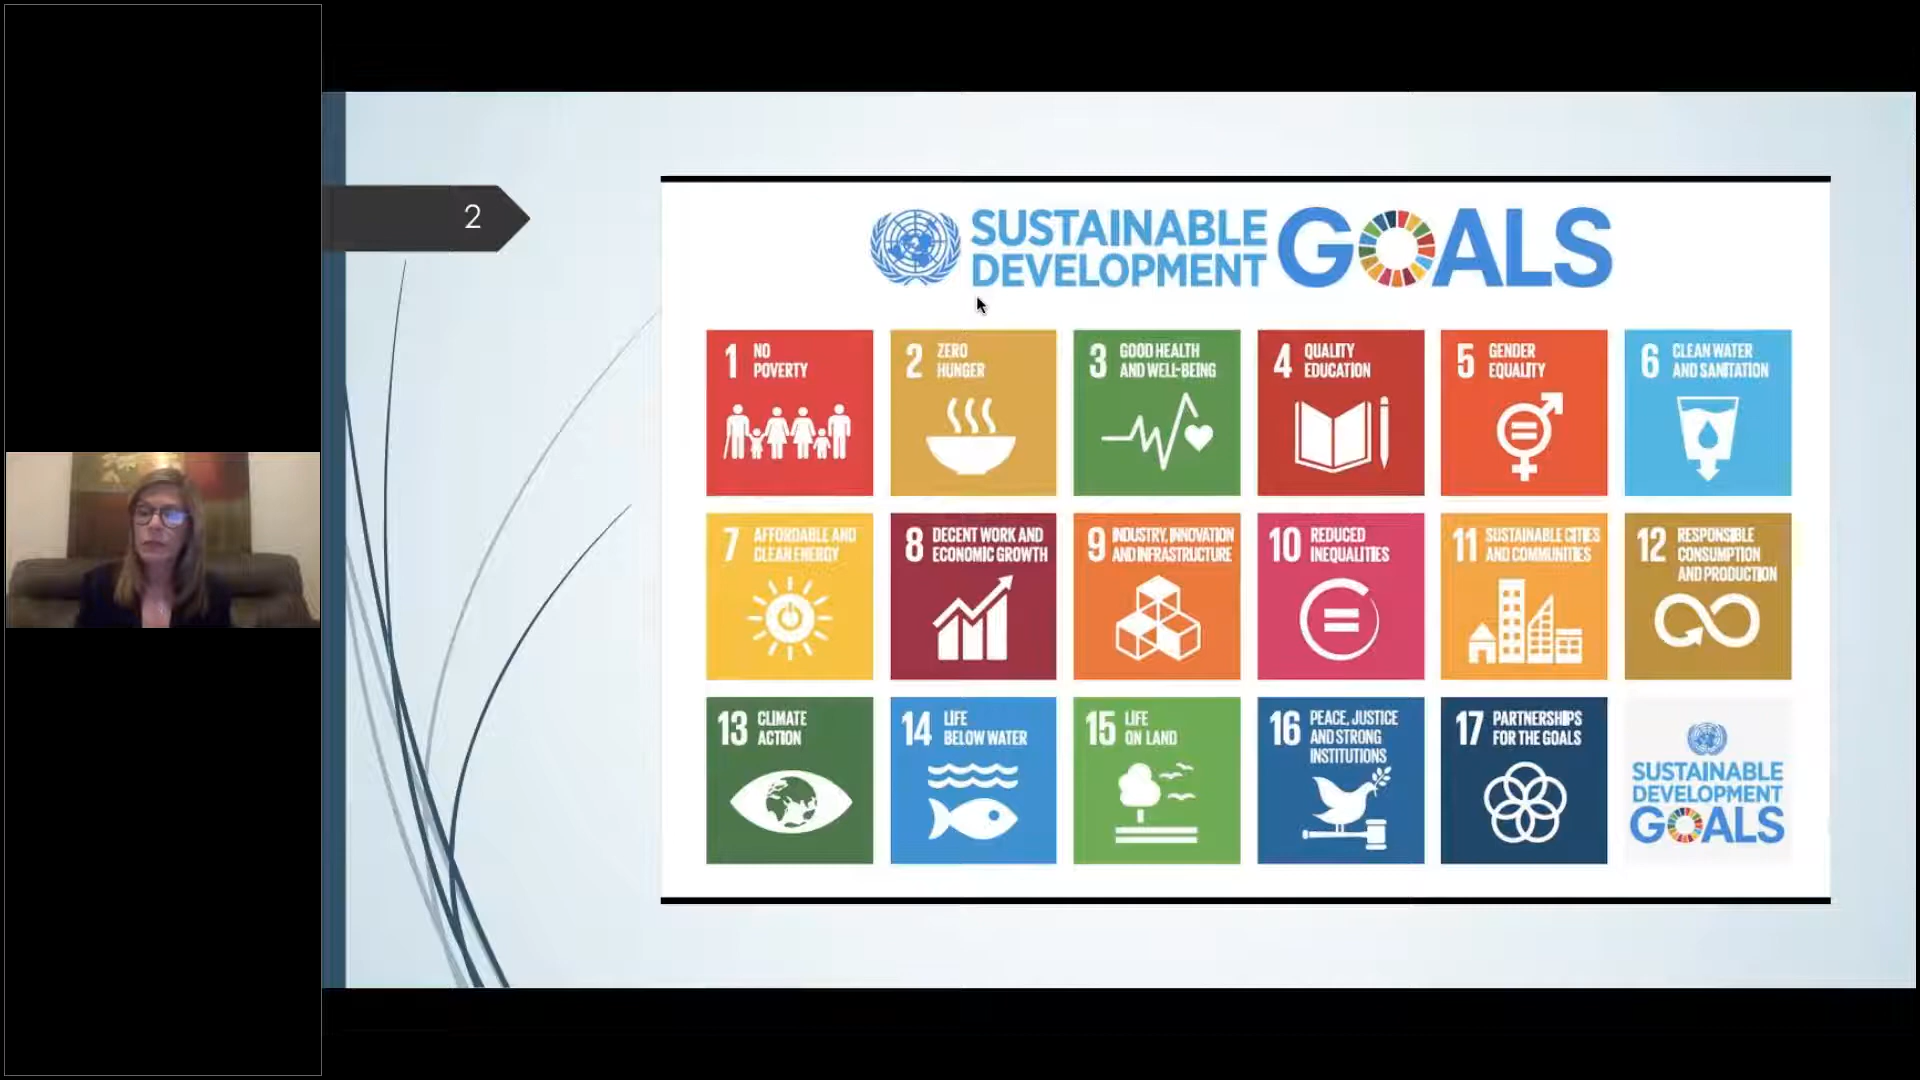 2
SUSTAINABLE
DEVELOPMENT
GOALS
1 NO
POVERTY
2 ZERO
HUNGER
3 GOOD HEALTH
AND WELL-BEING
4 QUALITY
EDUCATION
5 GENDER
EQUALITY
6 CLEAN WATER
AND SANITATION
7 AFFORDABLE AND
CLEAN ENERGY
8 DECENT WORK AND
ECONOMIC GROWTH
9 INDUSTRY, INNOVATION
AND INFRASTRUCTURE
10 REDUCED
INEQUALITIES
11 SUSTAINABLE CITIES
AND COMMUNITIES
12 RESPONSIBLE
CONSUMPTION
AND PRODUCTION
13 CLIMATE
ACTION
14 LIFE
BELOW WATER
15 LIFE
ON LAND
16 PEACE, JUSTICE
AND STRONG
INSTITUTIONS
17 PARTNERSHIPS
FOR THE GOALS
SUSTAINABLE
DEVELOPMENT
GOALS